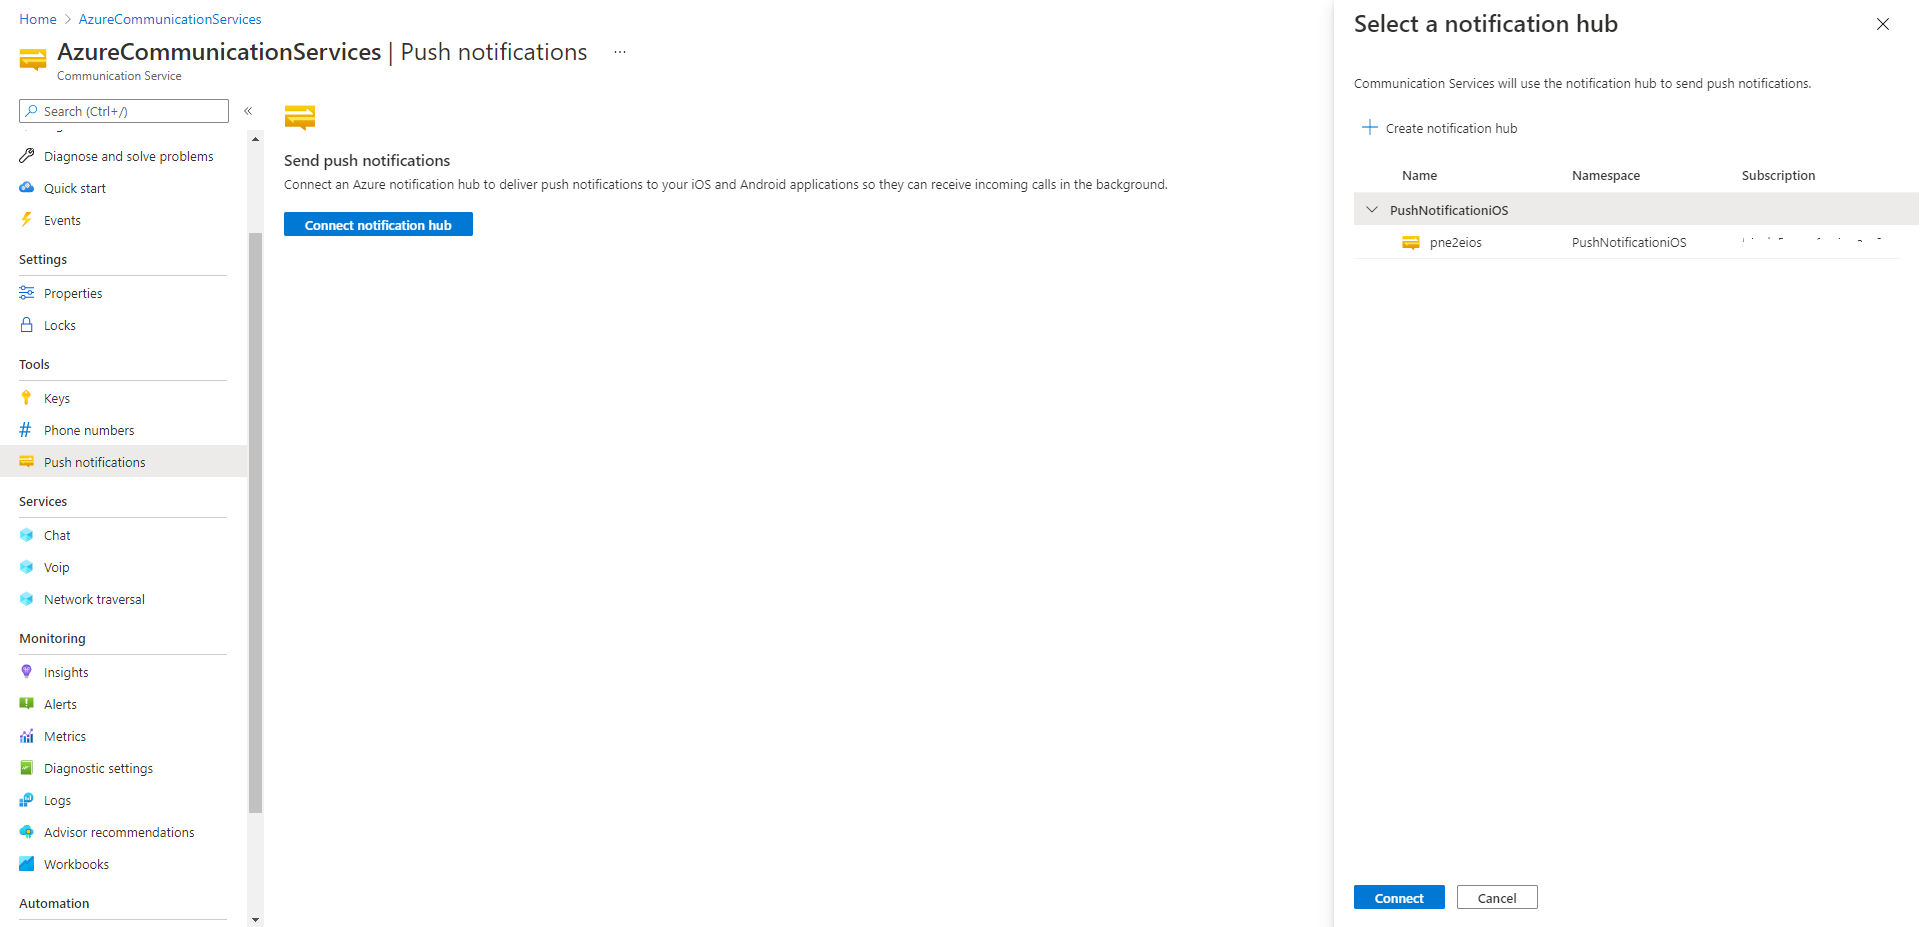 Home > AzureCommunicationServices
AzureCommunicationServices | Push notifications ...
Communication Service
Search (Ctrl+/)
«
Diagnose and solve problems
Quick start
Events
Settings
Properties
Locks
Tools
Keys
Phone numbers
Push notifications
Services
Chat
Voip
Network traversal
Monitoring
Insights
Alerts
Metrics
Diagnostic settings
Logs
Advisor recommendations
Workbooks
Automation
Send push notifications
Connect an Azure notification hub to deliver push notifications to your iOS and Android applications so they can receive incoming calls in the background.
Connect notification hub
Select a notification hub
Communication Services will use the notification hub to send push notifications.
Create notification hub
Name Namespace Subscription
PushNotificationiOS
pne2eios PushNotificationiOS
Connect Cancel